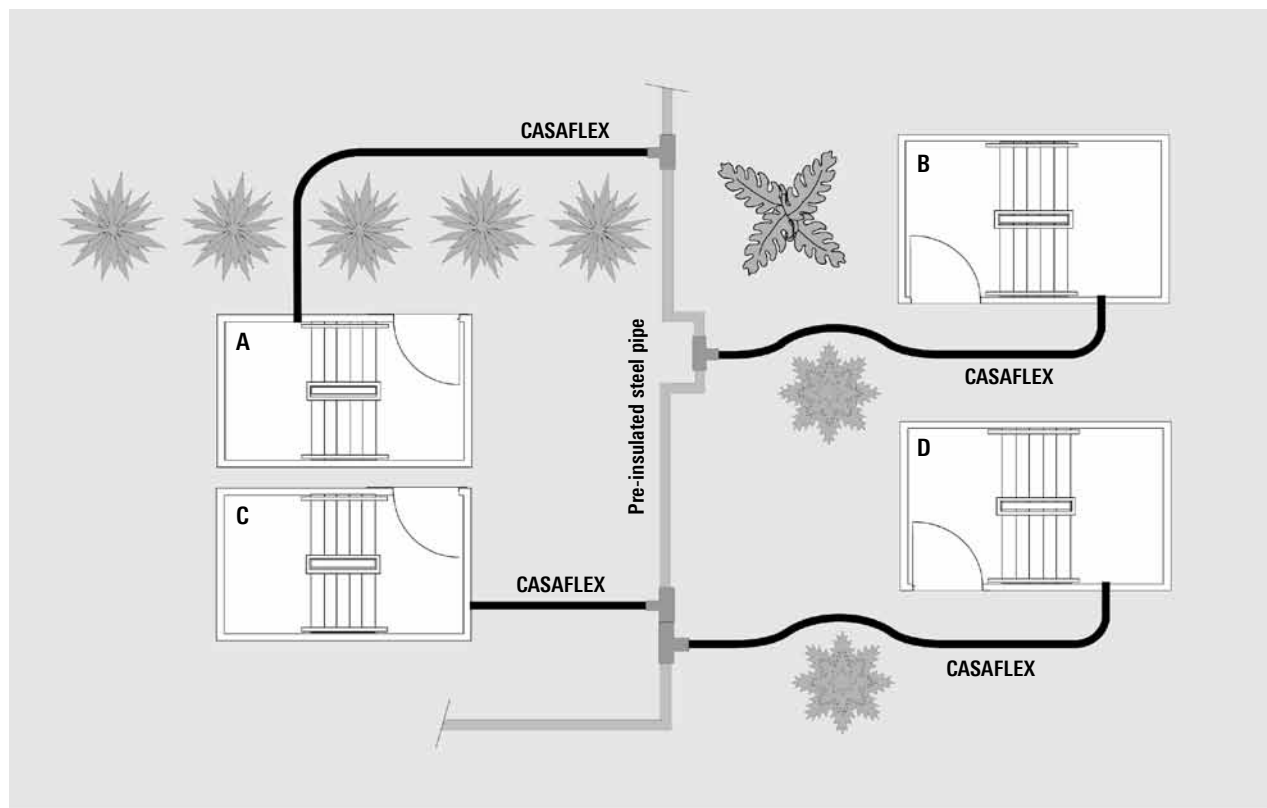 CASAFLEX
B
A
CASAFLEX
Pre-insulated steel pipe
D
C
CASAFLEX
CASAFLEX